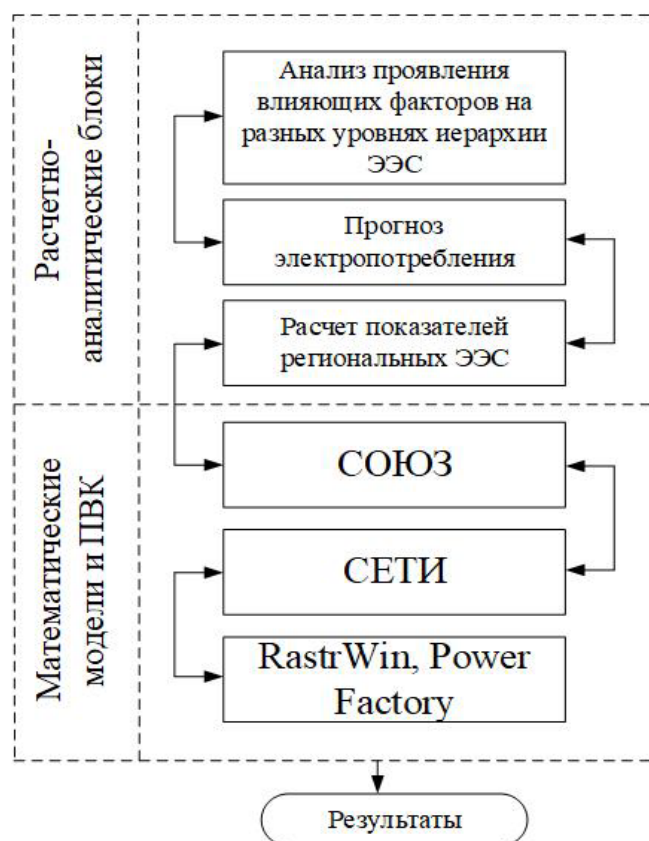 Расчетно-
аналитические блоки
Анализ проявления
влияющих факторов на
разных уровнях иерархии
ЭЭС
Прогноз
электропотребления
Расчет показателей
региональных ЭЭС
Математические
модели и ПВК
СОЮЗ
СЕТИ
RastrWin, Power
Factory
Результаты